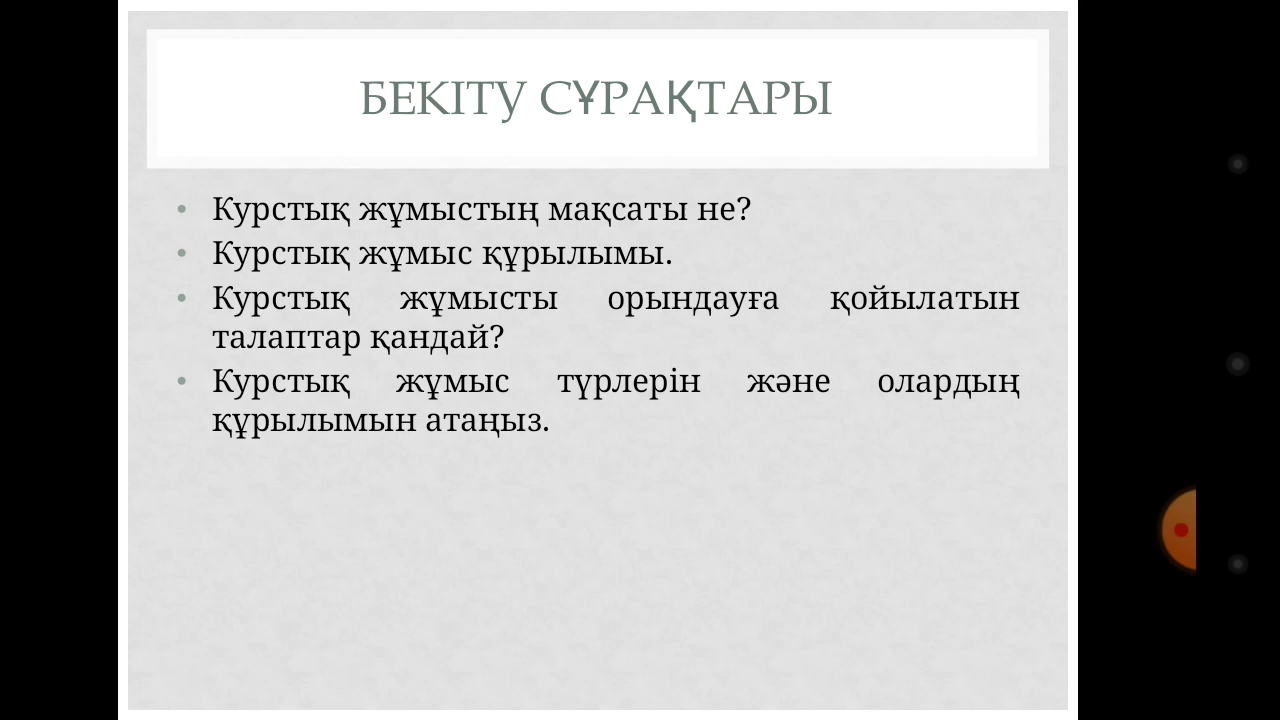 БЕКІТУ СҰРАҚТАРЫ
Курстық жұмыстың мақсаты не?
Курстық жұмыс құрылымы.
Курстық жұмысты орындауға қойылатын
талаптар қандай?
Курстық жұмыс түрлерін және олардың
құрылымын атаңыз.